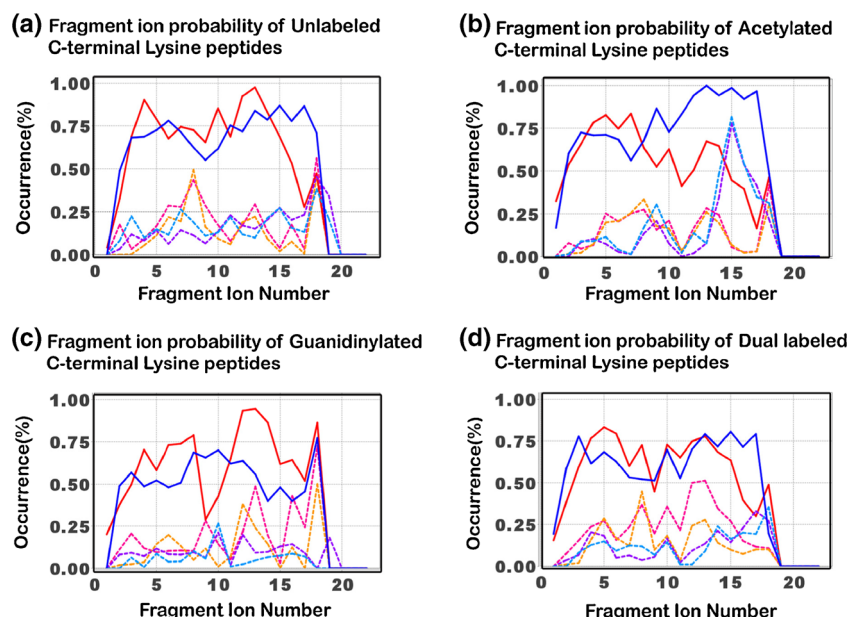 (a) Fragment ion probability of Unlabeled
C-terminal Lysine peptides
1.00
0.75
0.50
0.25
0.00
Occurrence(%)
0 5 10 15 20
Fragment Ion Number
(b) Fragment ion probability of Acetylated
C-terminal Lysine peptides
1.00
0.75
0.50
0.25
0.00
Occurrence(%)
0 5 10 15 20
Fragment Ion Number
(c) Fragment ion probability of Guanidinylated
C-terminal Lysine peptides
1.00
0.75
0.50
0.25
0.00
Occurrence(%)
0 5 10 15 20
Fragment Ion Number
(d) Fragment ion probability of Dual labeled
C-terminal Lysine peptides
1.00
0.75
0.50
0.25
0.00
Occurrence(%)
0 5 10 15 20
Fragment Ion Number